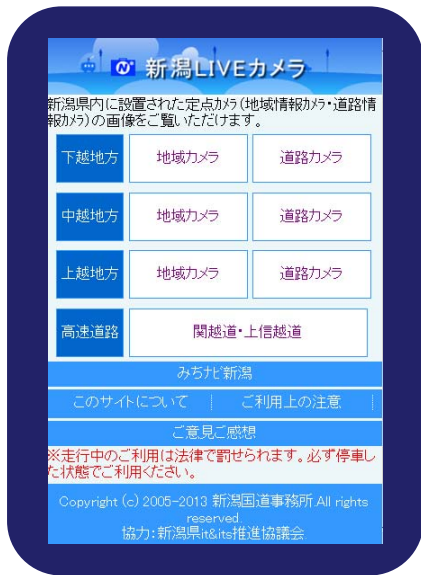 新潟LIVEカメラ
新潟県内に設置された定点カメラ(地域情報カメラ・道路情
報カメラ)の画像をご覧いただけます。
下越地方 地域カメラ 道路カメラ
中越地方 地域カメラ 道路カメラ
上越地方 地域カメラ 道路カメラ
高速道路 関越道・上信越道
みちナビ新潟
このサイトについて | ご利用上の注意 |
ご意見ご感想
※走行中のご利用は法律で罰せられます。必ず停車し
た状態でご利用ください。
Copyright (c) 2005-2013 新潟国道事務所.All rights
reserved.
協力:新潟県it&its推進協議会